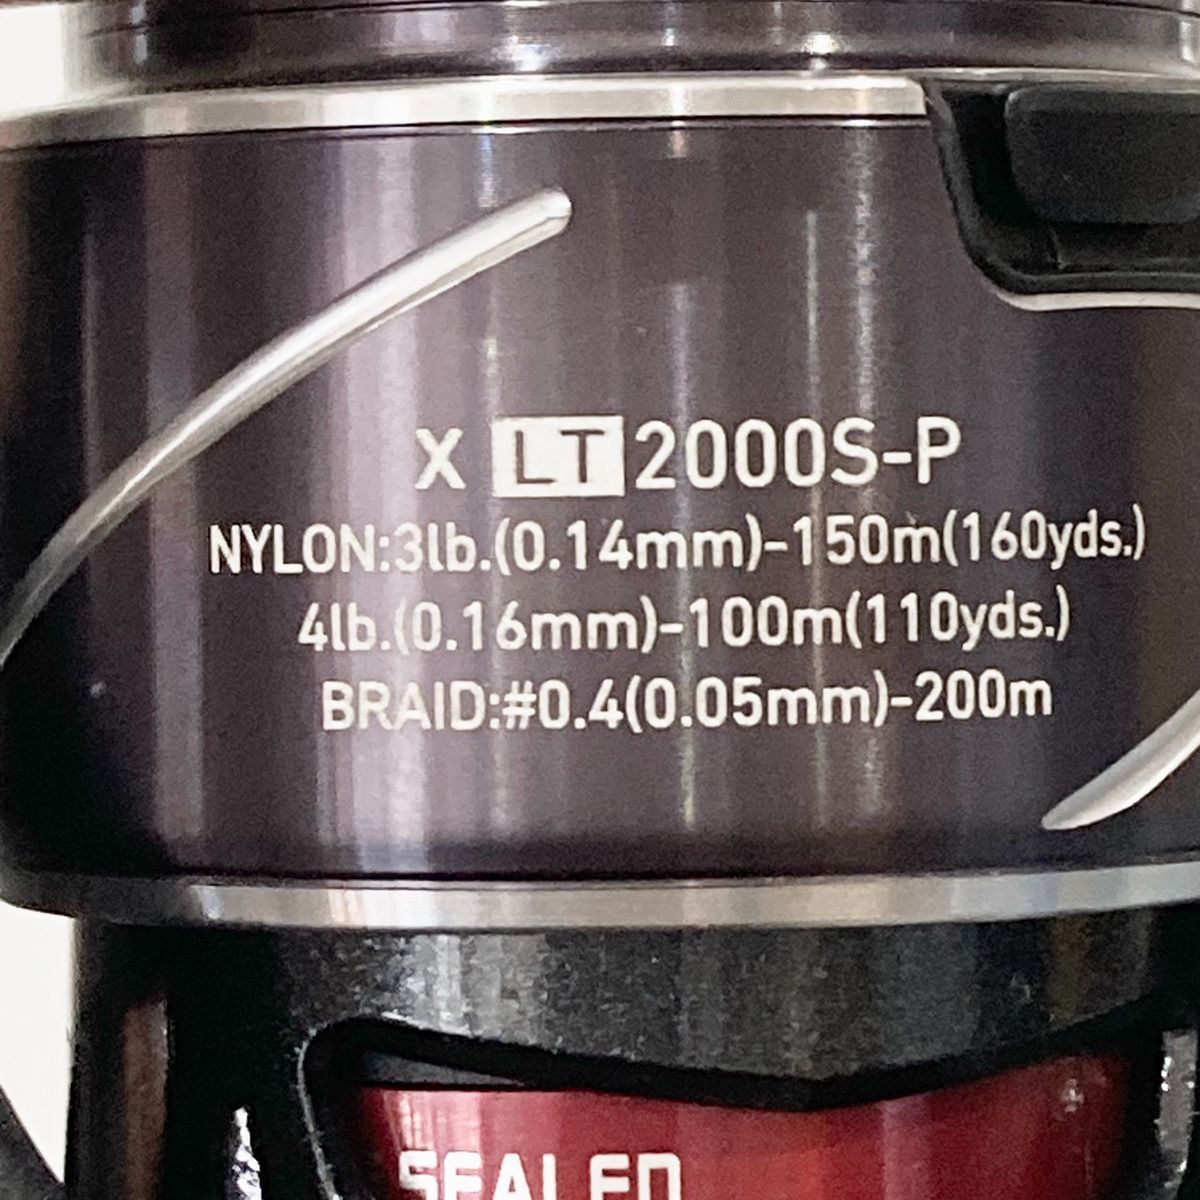 X LT 2000S-P
NYLON:3lb.(0.14mm)-150m(160yds.)
4lb.(0.16mm)-100m(110yds.)
BRAID:#0.4(0.05mm)-200m
SEALED